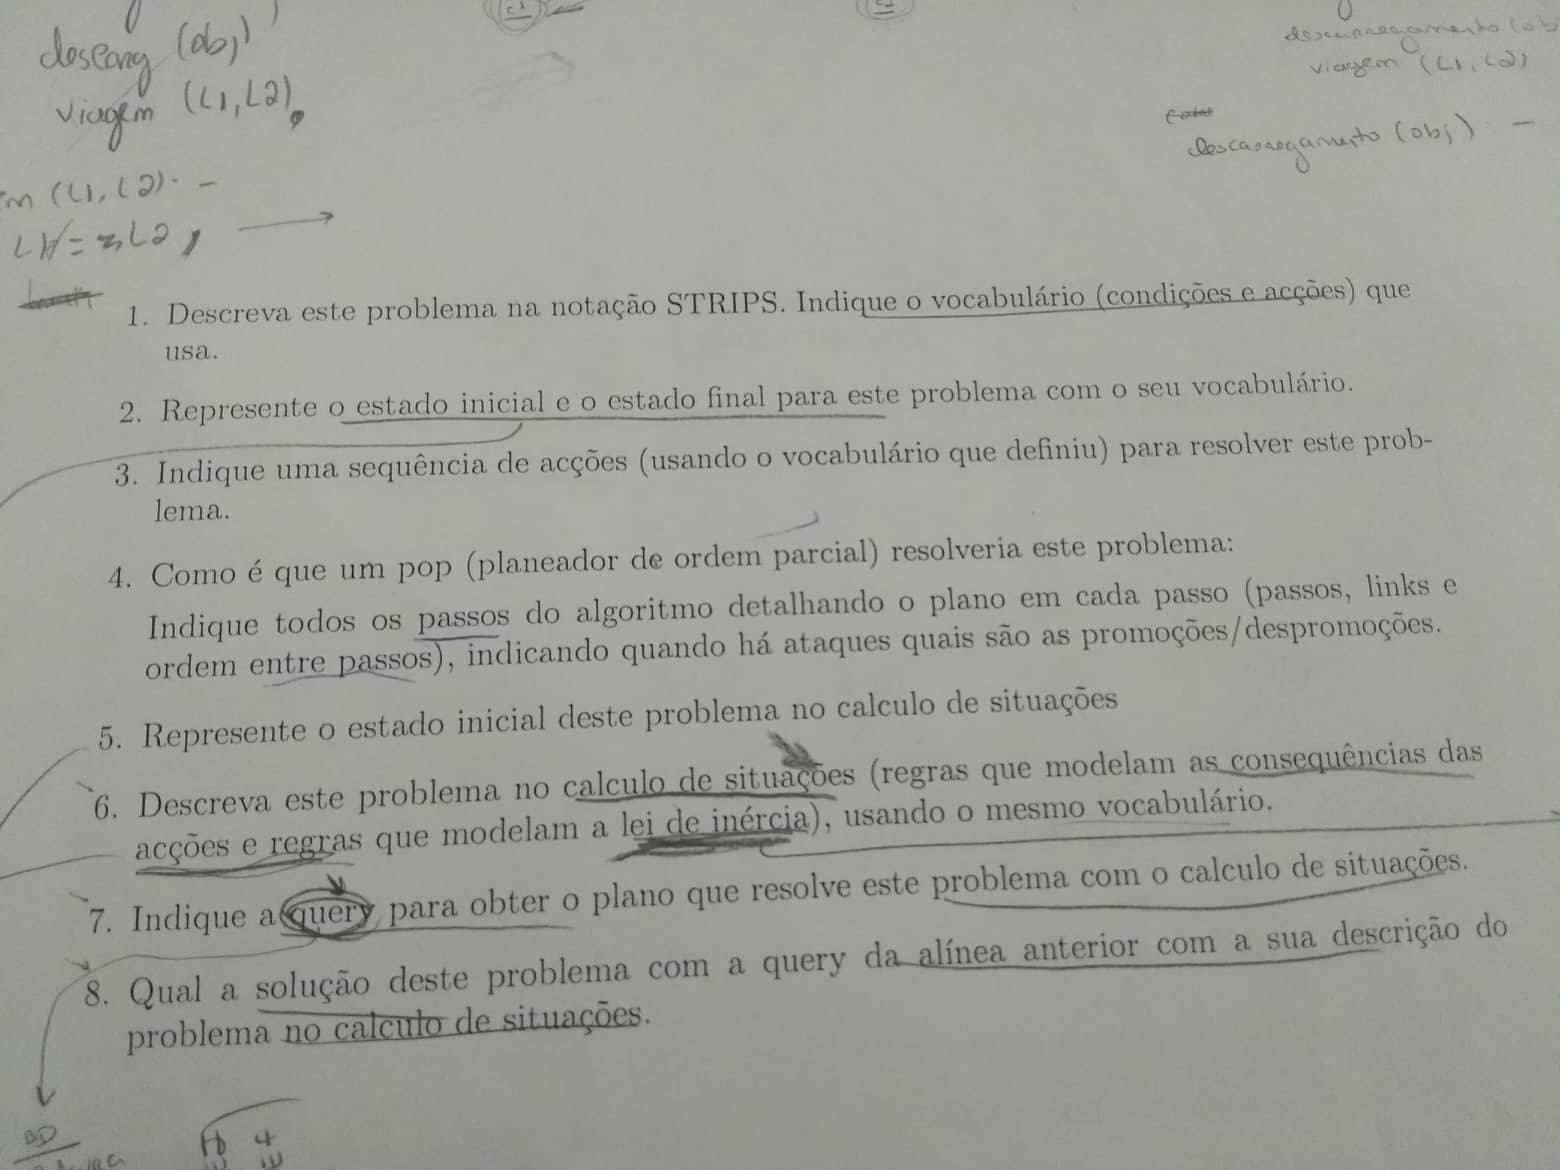 descarg (obj)
viagem (L1, L2),
m (L1, L2). -
descarregamento (ob
viagem (L1, L2)
descarregamento (obj) -
1. Descreva este problema na notação STRIPS. Indique o vocabulário (condições e acções) que
usa.
2. Represente o estado inicial e o estado final para este problema com o seu vocabulário.
3. Indique uma sequência de acções (usando o vocabulário que definiu) para resolver este prob-
lema.
4. Como é que um pop (planeador de ordem parcial) resolveria este problema:
Indique todos os passos do algoritmo detalhando o plano em cada passo (passos, links e
ordem entre passos), indicando quando há ataques quais são as promoções/despromoções.
5. Represente o estado inicial deste problema no calculo de situações
6. Descreva este problema no calculo de situações (regras que modelam as consequências das
acções e regras que modelam a lei de inércia), usando o mesmo vocabulário.
7. Indique a query para obter o plano que resolve este problema com o calculo de situações.
8. Qual a solução deste problema com a query da alínea anterior com a sua descrição do
problema no calculo de situações.
BD